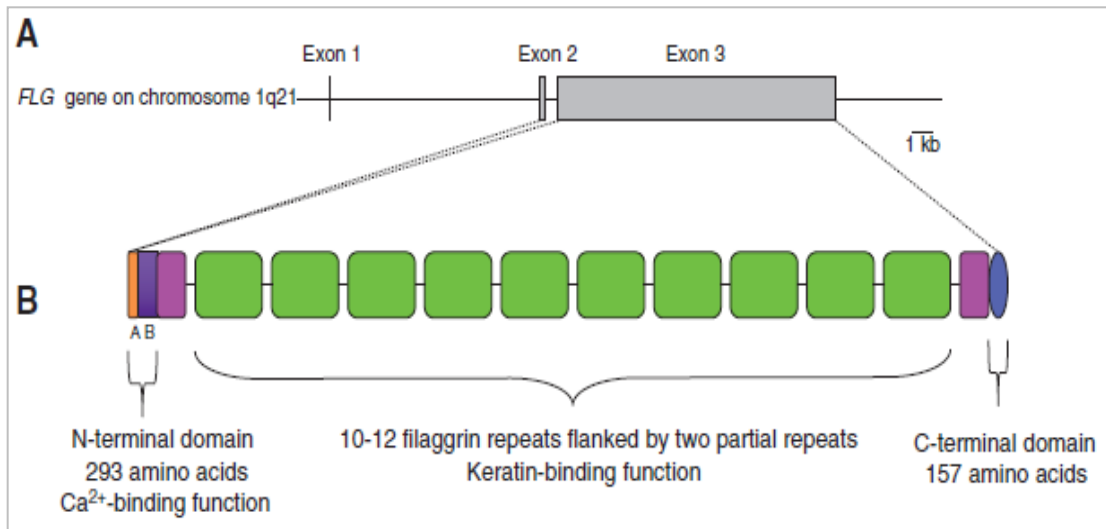 A
Exon 1
Exon 2
Exon 3
FLG gene on chromosome 1q21
1 kb
B
A B
N-terminal domain
293 amino acids
Ca²⁺-binding function
10-12 filaggrin repeats flanked by two partial repeats
Keratin-binding function
C-terminal domain
157 amino acids